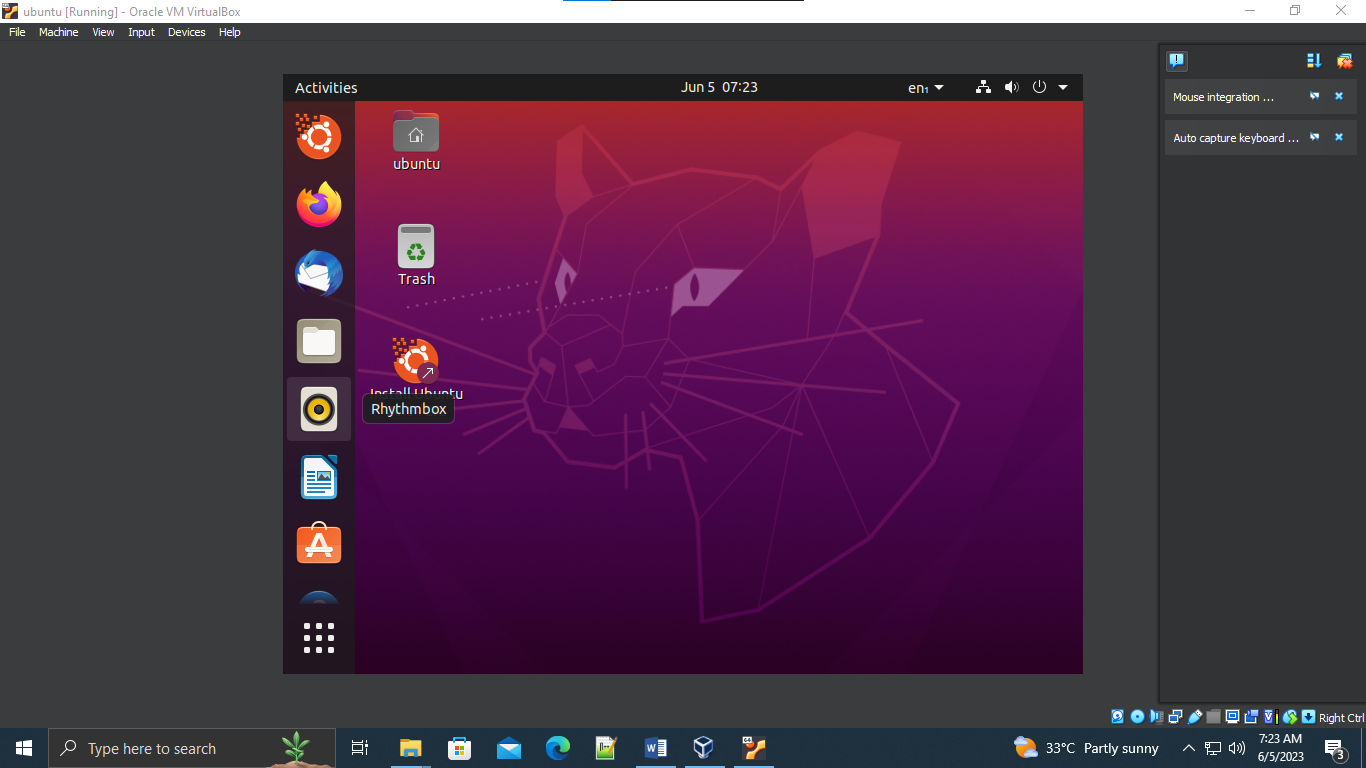 ubuntu [Running] - Oracle VM VirtualBox
File Machine View Input Devices Help
Activities
Jun 5 07:23
en₁
Mouse integration ...
Auto capture keyboard ...
ubuntu
Trash
Install Ubuntu
Rhythmbox
Right Ctrl
Type here to search
33°C Partly sunny
7:23 AM
6/5/2023
3